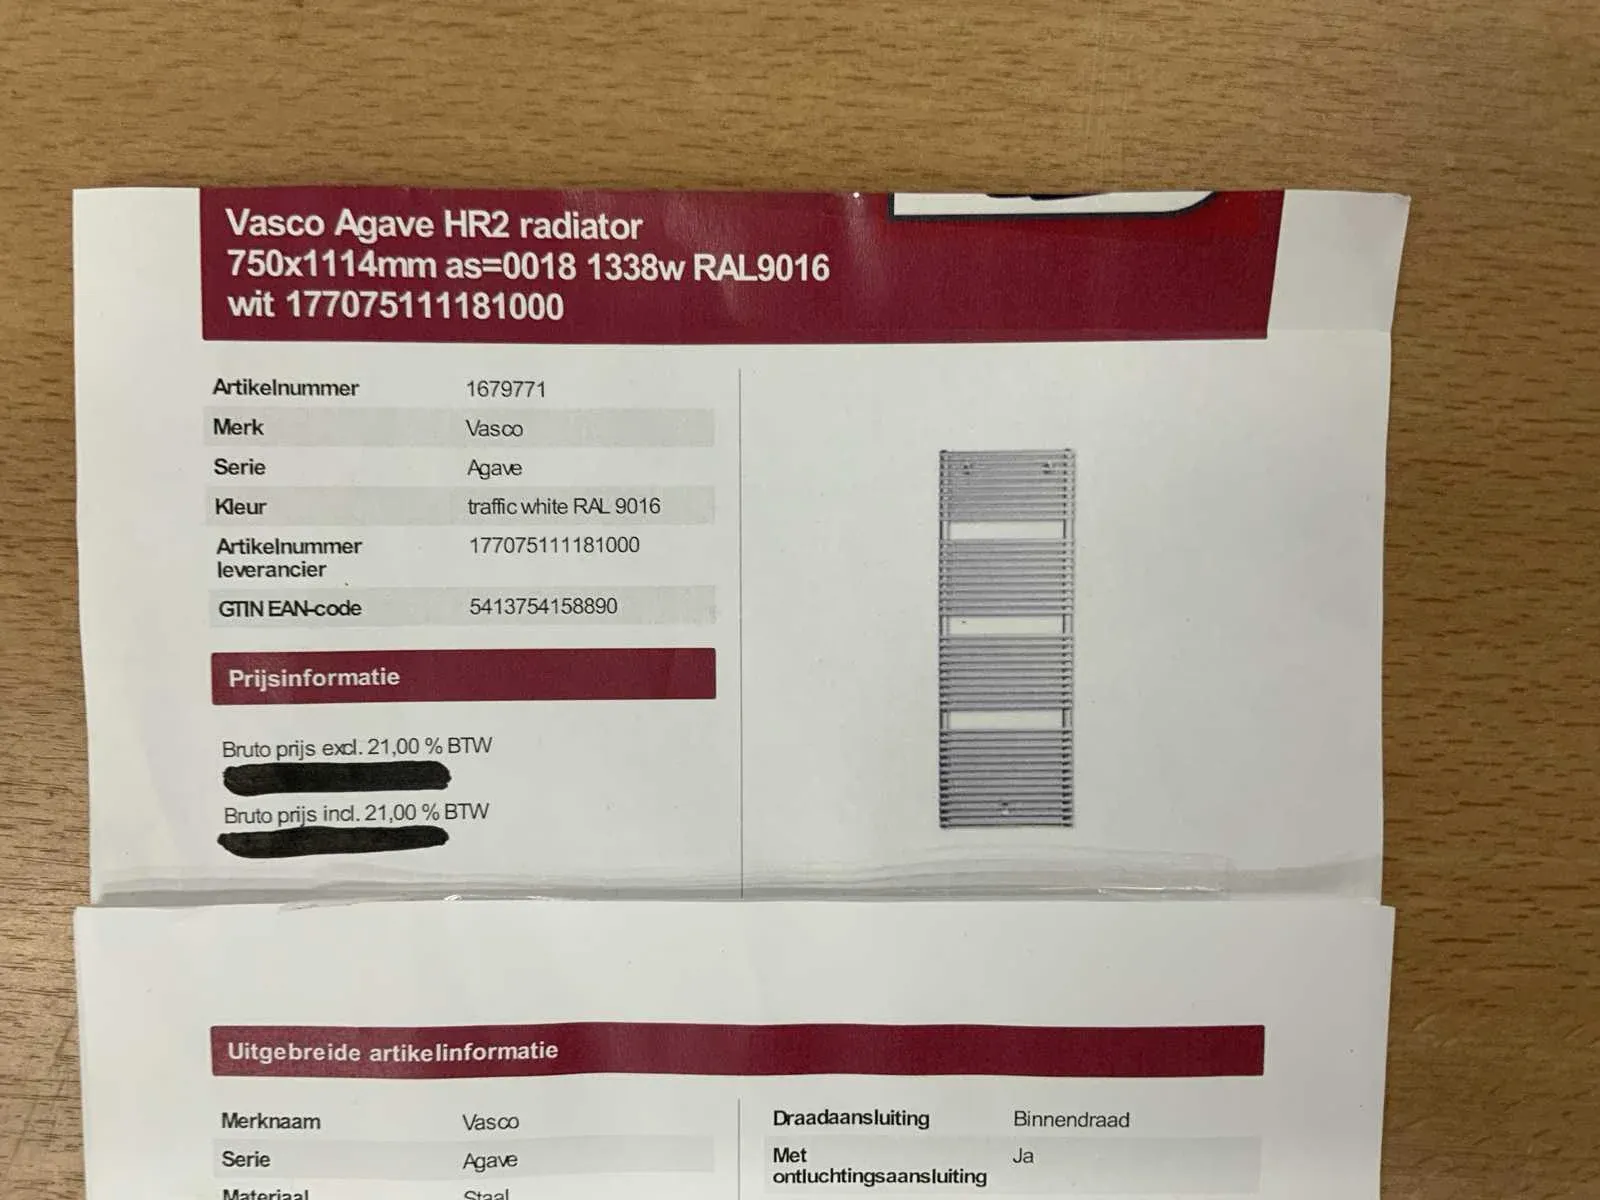 Vasco Agave HR2 radiator
750x1114mm as=0018 1338w RAL9016
wit 177075111181000
Artikelnummer 1679771
Merk Vasco
Serie Agave
Kleur traffic white RAL 9016
Artikelnummer 177075111181000
leverancier
GTIN EAN-code 5413754158890
Prijsinformatie
Bruto prijs excl. 21,00 % BTW
Bruto prijs incl. 21,00 % BTW
Uitgebreide artikelinformatie
Merknaam Vasco
Serie Agave
Materiaal Staal
Draadaansluiting Binnendraad
Met Ja
ontluchtingsaansluiting